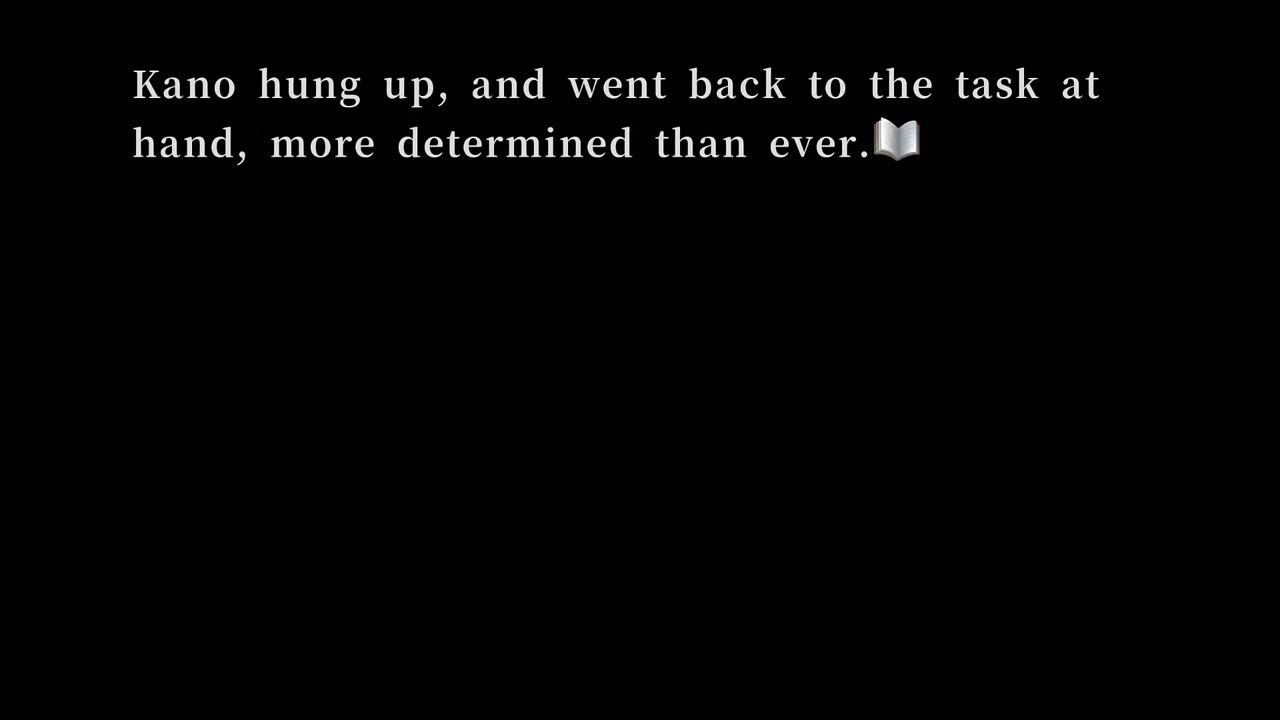 Kano hung up, and went back to the task at
hand, more determined than ever.